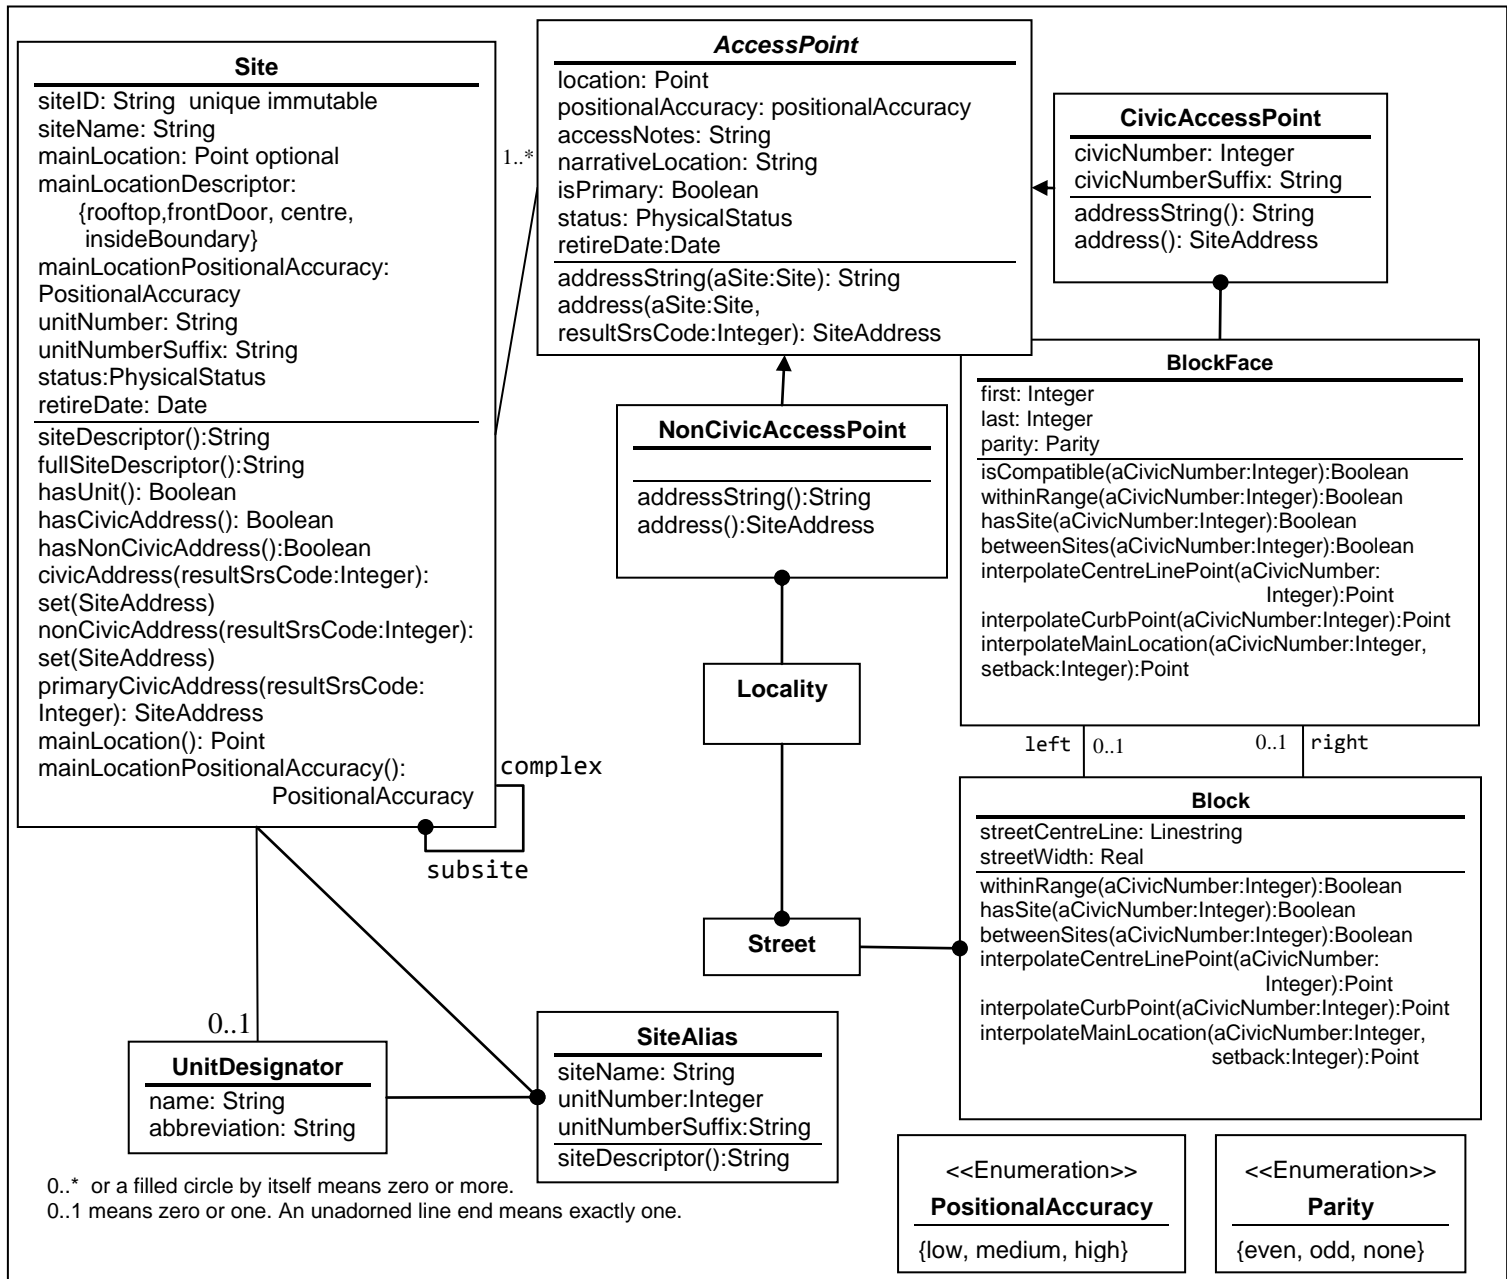 Site
siteID: String  unique immutable
siteName: String
mainLocation: Point optional
mainLocationDescriptor:
{rooftop,frontDoor, centre,
insideBoundary}
mainLocationPositionalAccuracy:
PositionalAccuracy
unitNumber: String
unitNumberSuffix: String
status:PhysicalStatus
retireDate: Date
siteDescriptor():String
fullSiteDescriptor():String
hasUnit(): Boolean
hasCivicAddress(): Boolean
hasNonCivicAddress():Boolean
civicAddress(resultSrsCode:Integer):
set(SiteAddress)
nonCivicAddress(resultSrsCode:Integer):
set(SiteAddress)
primaryCivicAddress(resultSrsCode:
Integer): SiteAddress
mainLocation(): Point
mainLocationPositionalAccuracy():
PositionalAccuracy
complex
subsite
1..*
AccessPoint
location: Point
positionalAccuracy: positionalAccuracy
accessNotes: String
narrativeLocation: String
isPrimary: Boolean
status: PhysicalStatus
retireDate:Date
addressString(aSite:Site): String
address(aSite:Site,
resultSrsCode:Integer): SiteAddress
CivicAccessPoint
civicNumber: Integer
civicNumberSuffix: String
addressString(): String
address(): SiteAddress
NonCivicAccessPoint
addressString():String
address():SiteAddress
BlockFace
first: Integer
last: Integer
parity: Parity
isCompatible(aCivicNumber:Integer):Boolean
withinRange(aCivicNumber:Integer):Boolean
hasSite(aCivicNumber:Integer):Boolean
betweenSites(aCivicNumber:Integer):Boolean
interpolateCentreLinePoint(aCivicNumber:
Integer):Point
interpolateCurbPoint(aCivicNumber:Integer):Point
interpolateMainLocation(aCivicNumber:Integer,
setback:Integer):Point
Locality
left 0..1 0..1 right
Block
streetCentreLine: Linestring
streetWidth: Real
withinRange(aCivicNumber:Integer):Boolean
hasSite(aCivicNumber:Integer):Boolean
betweenSites(aCivicNumber:Integer):Boolean
interpolateCentreLinePoint(aCivicNumber:
Integer):Point
interpolateCurbPoint(aCivicNumber:Integer):Point
interpolateMainLocation(aCivicNumber:Integer,
setback:Integer):Point
Street
0..1
UnitDesignator
name: String
abbreviation: String
SiteAlias
siteName: String
unitNumber:Integer
unitNumberSuffix:String
siteDescriptor():String
0..*  or a filled circle by itself means zero or more.
0..1 means zero or one. An unadorned line end means exactly one.
<<Enumeration>>
PositionalAccuracy
{low, medium, high}
<<Enumeration>>
Parity
{even, odd, none}